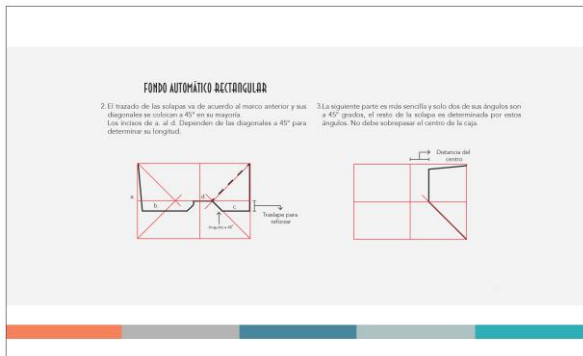 FONDO AUTOMÁTICO RECTANGULAR
2. El trazado de las solapas va de acuerdo al marco anterior y sus
diagonales se colocan a 45° en su mayoría.
Los incisos de a. al d. Dependen de las diagonales a 45° para
determinar su longitud.
3.La siguiente parte es más sencilla y solo dos de sus ángulos son
a 45° grados, el resto de la solapa es determinada por estos
ángulos. No debe sobrepasar el centro de la caja.
a
b
d
c
Ángulos a 45°
Traslape para
reforzar
Distancia del
centro